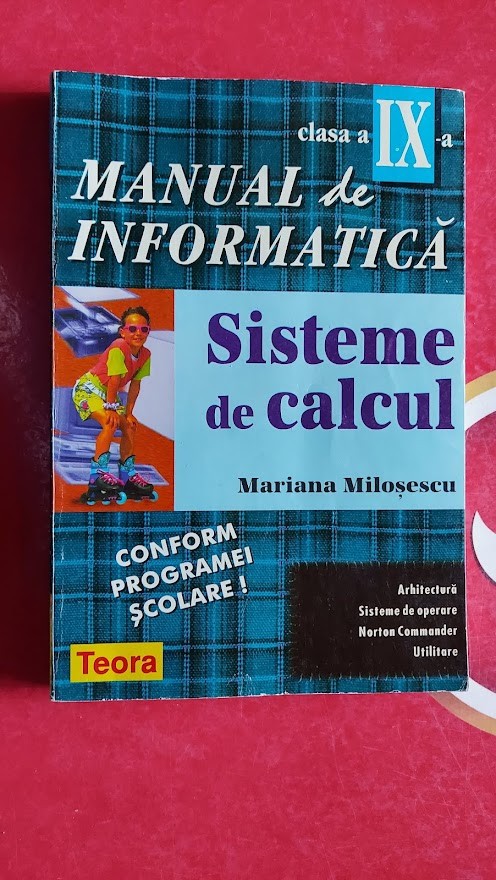 clasa a IX-a
MANUAL de
INFORMATICĂ
Sisteme
de calcul
Mariana Miloșescu
CONFORM
PROGRAMEI
ȘCOLARE !
Arhitectură
Sisteme de operare
Norton Commander
Utilitare
Teora